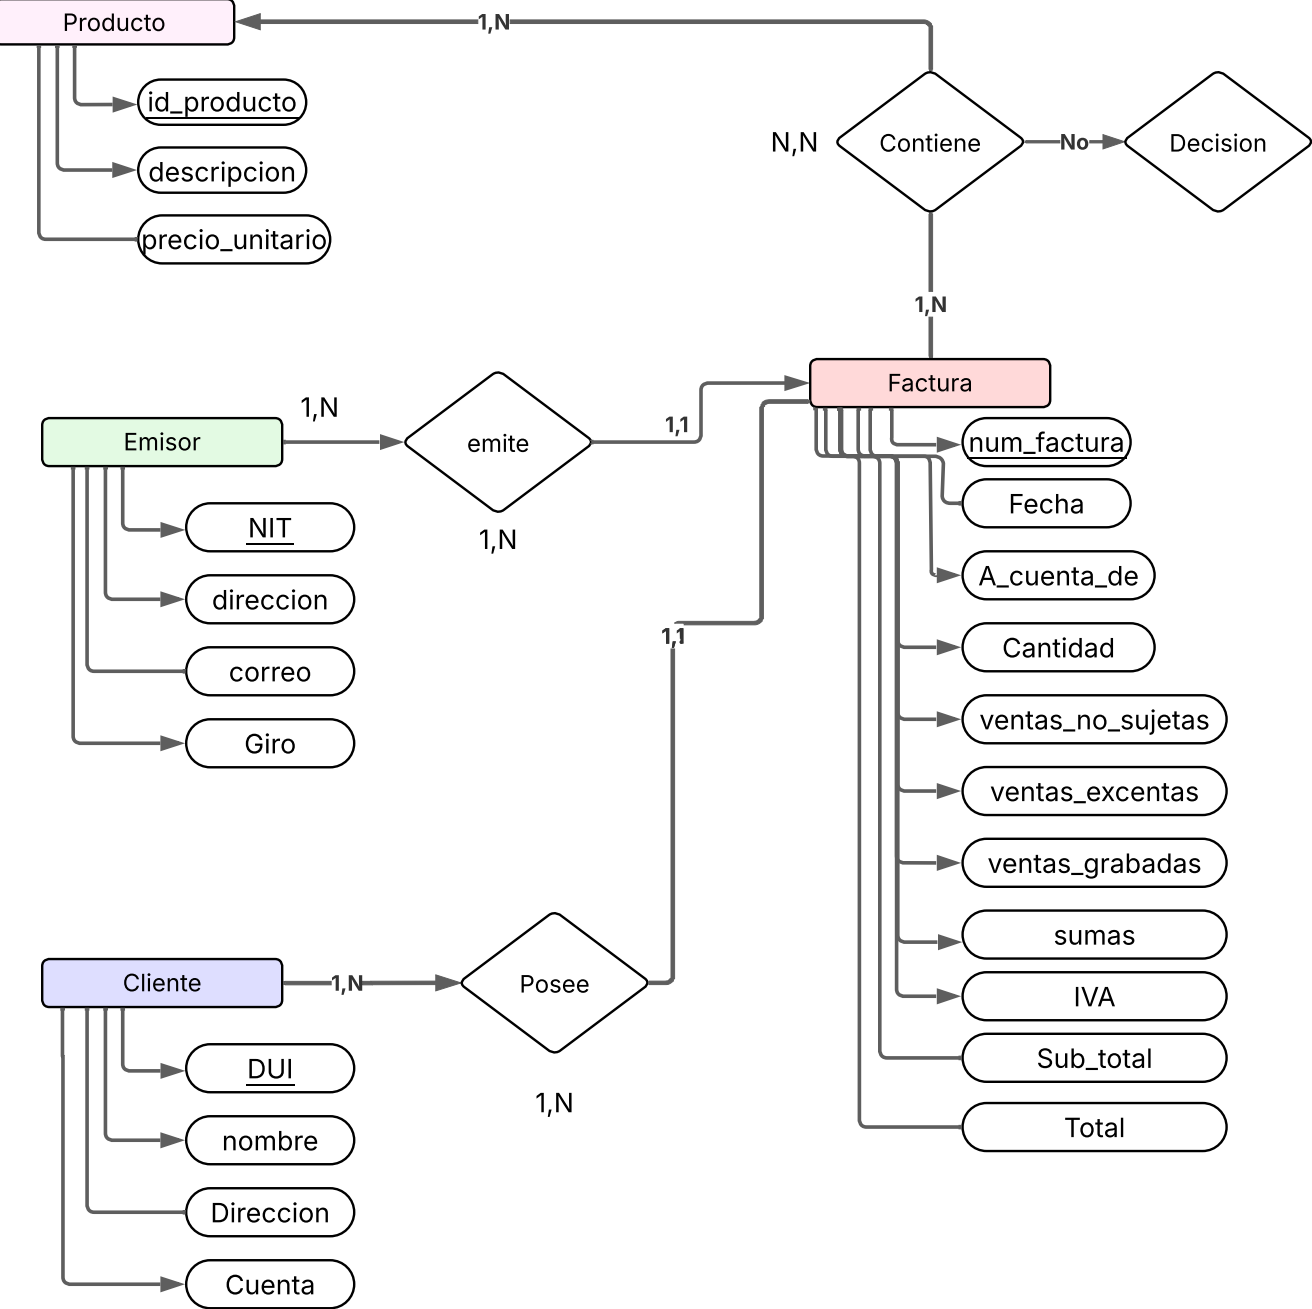 Producto
1,N
id_producto
descripcion
precio_unitario
N,N
Contiene
No
Decision
1,N
Factura
1,N
Emisor
emite
1,1
1,N
NIT
direccion
correo
Giro
num_factura
Fecha
A_cuenta_de
Cantidad
ventas_no_sujetas
ventas_excentas
ventas_grabadas
sumas
IVA
Sub_total
Total
1,1
Cliente
1,N
Posee
1,N
DUI
nombre
Direccion
Cuenta